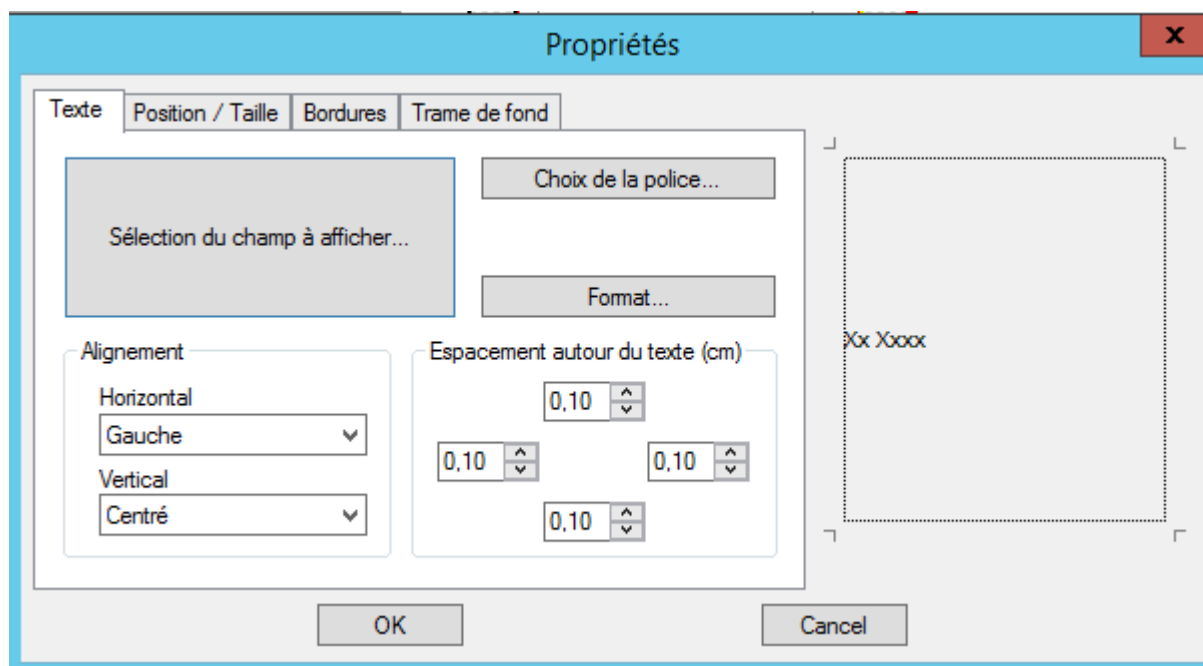 Propriétés
x
Texte
Position / Taille
Bordures
Trame de fond
Sélection du champ à afficher...
Choix de la police...
Format...
Alignement
Horizontal
Gauche
Vertical
Centré
Espacement autour du texte (cm)
0,10
0,10
0,10
0,10
Xx Xxxx
OK
Cancel